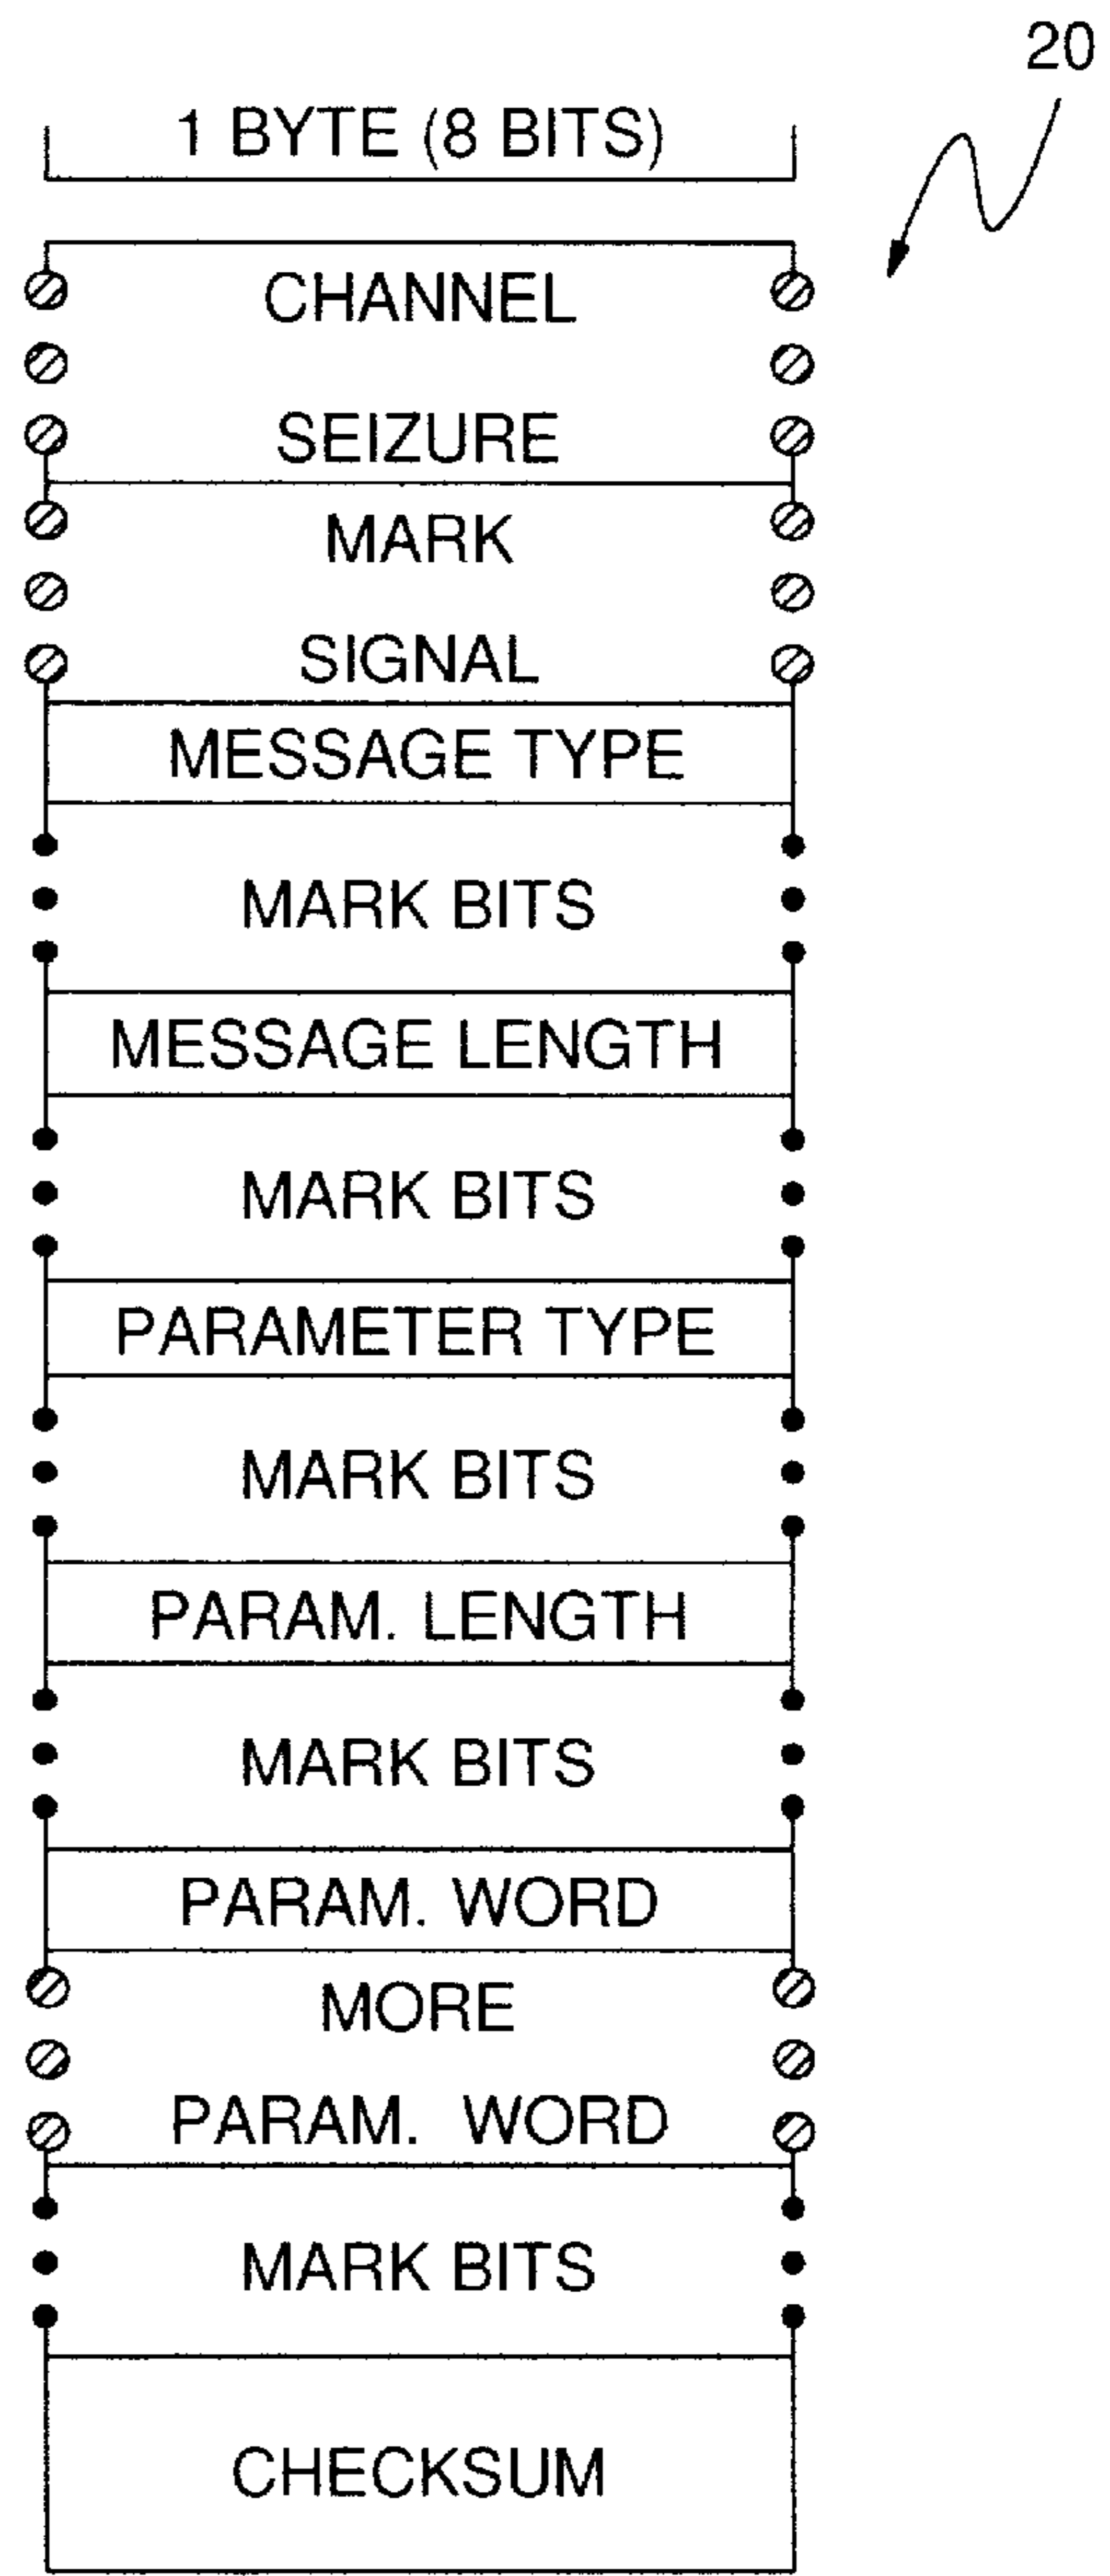 20
1 BYTE (8 BITS)
CHANNEL
SEIZURE
MARK
SIGNAL
MESSAGE TYPE
MARK BITS
MESSAGE LENGTH
MARK BITS
PARAMETER TYPE
MARK BITS
PARAM. LENGTH
MARK BITS
PARAM. WORD
MORE
PARAM. WORD
MARK BITS
CHECKSUM